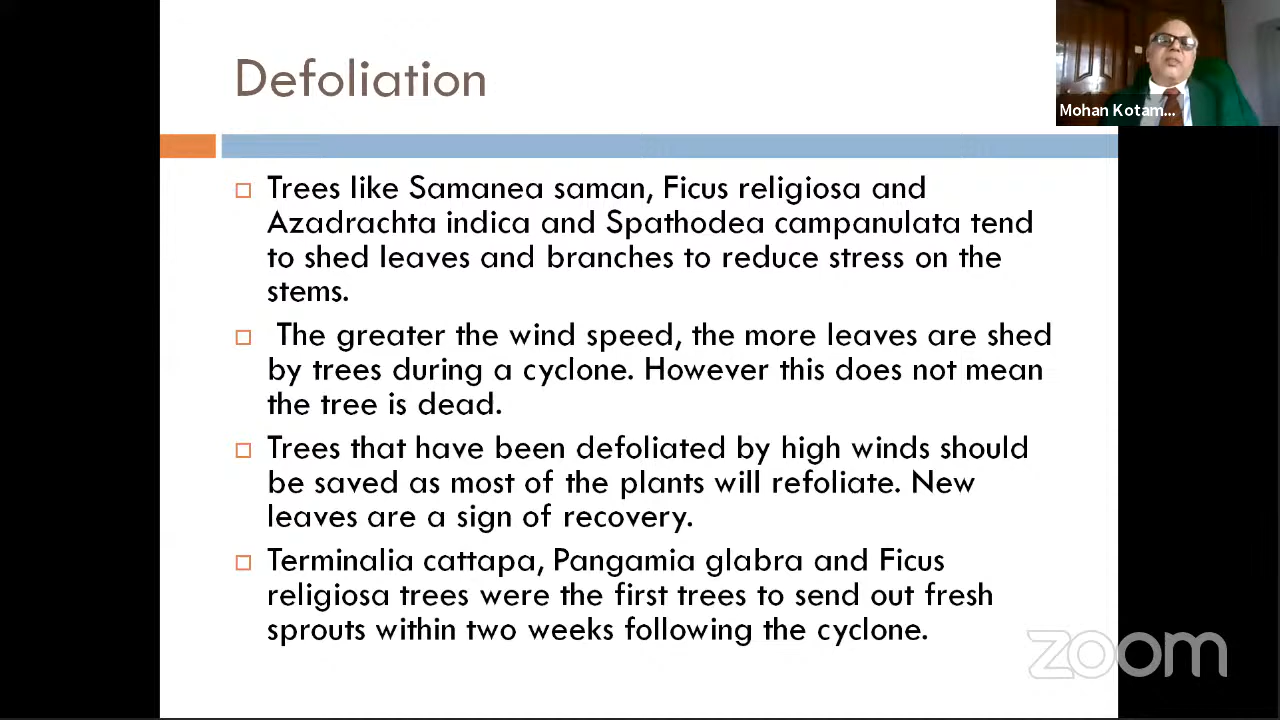 Defoliation
Mohan Kotam...
Trees like Samanea saman, Ficus religiosa and
Azadrachta indica and Spathodea campanulata tend
to shed leaves and branches to reduce stress on the
stems.
The greater the wind speed, the more leaves are shed
by trees during a cyclone. However this does not mean
the tree is dead.
Trees that have been defoliated by high winds should
be saved as most of the plants will refoliate. New
leaves are a sign of recovery.
Terminalia cattapa, Pangamia glabra and Ficus
religiosa trees were the first trees to send out fresh
sprouts within two weeks following the cyclone.
zoom